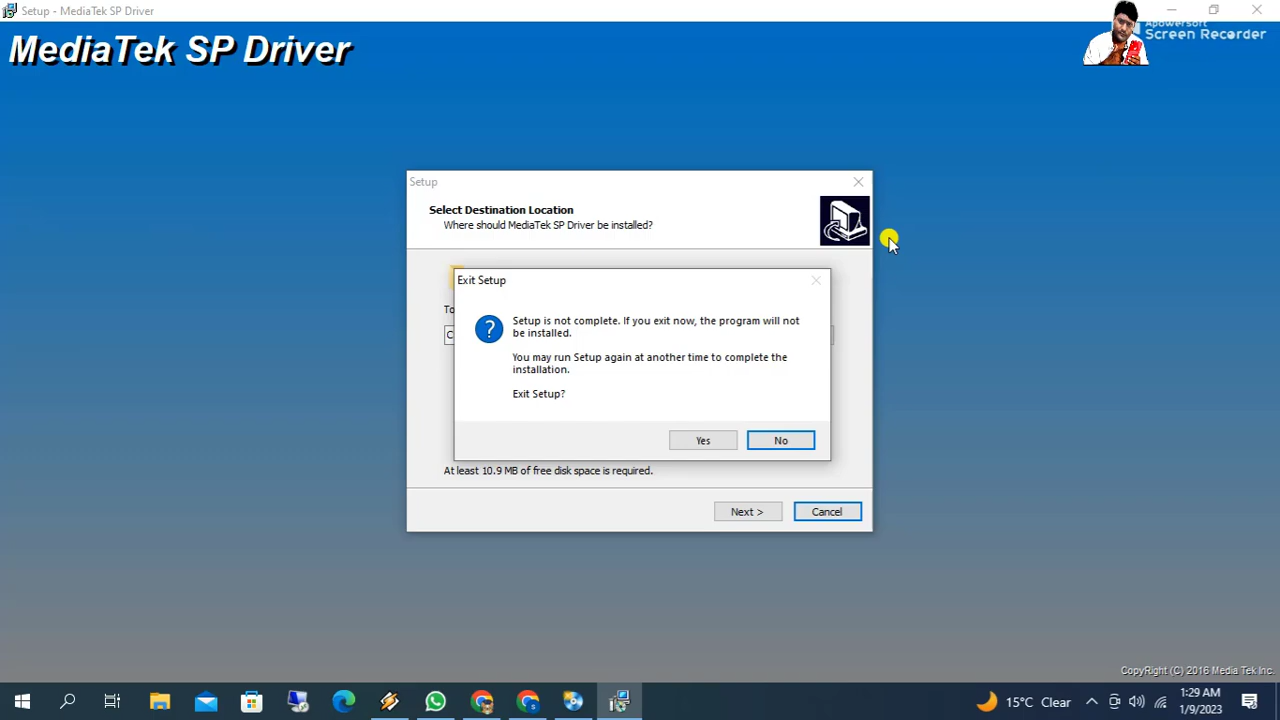 Setup - MediaTek SP Driver
Apowersoft
Screen Recorder
MediaTek SP Driver
Setup
Select Destination Location
Where should MediaTek SP Driver be installed?
Exit Setup
To
C
Setup is not complete. If you exit now, the program will not
be installed.
You may run Setup again at another time to complete the
installation.
Exit Setup?
Yes
No
At least 10.9 MB of free disk space is required.
Next >
Cancel
CopyRight (C) 2016 Media Tek Inc.
15°C Clear
1:29 AM
1/9/2023